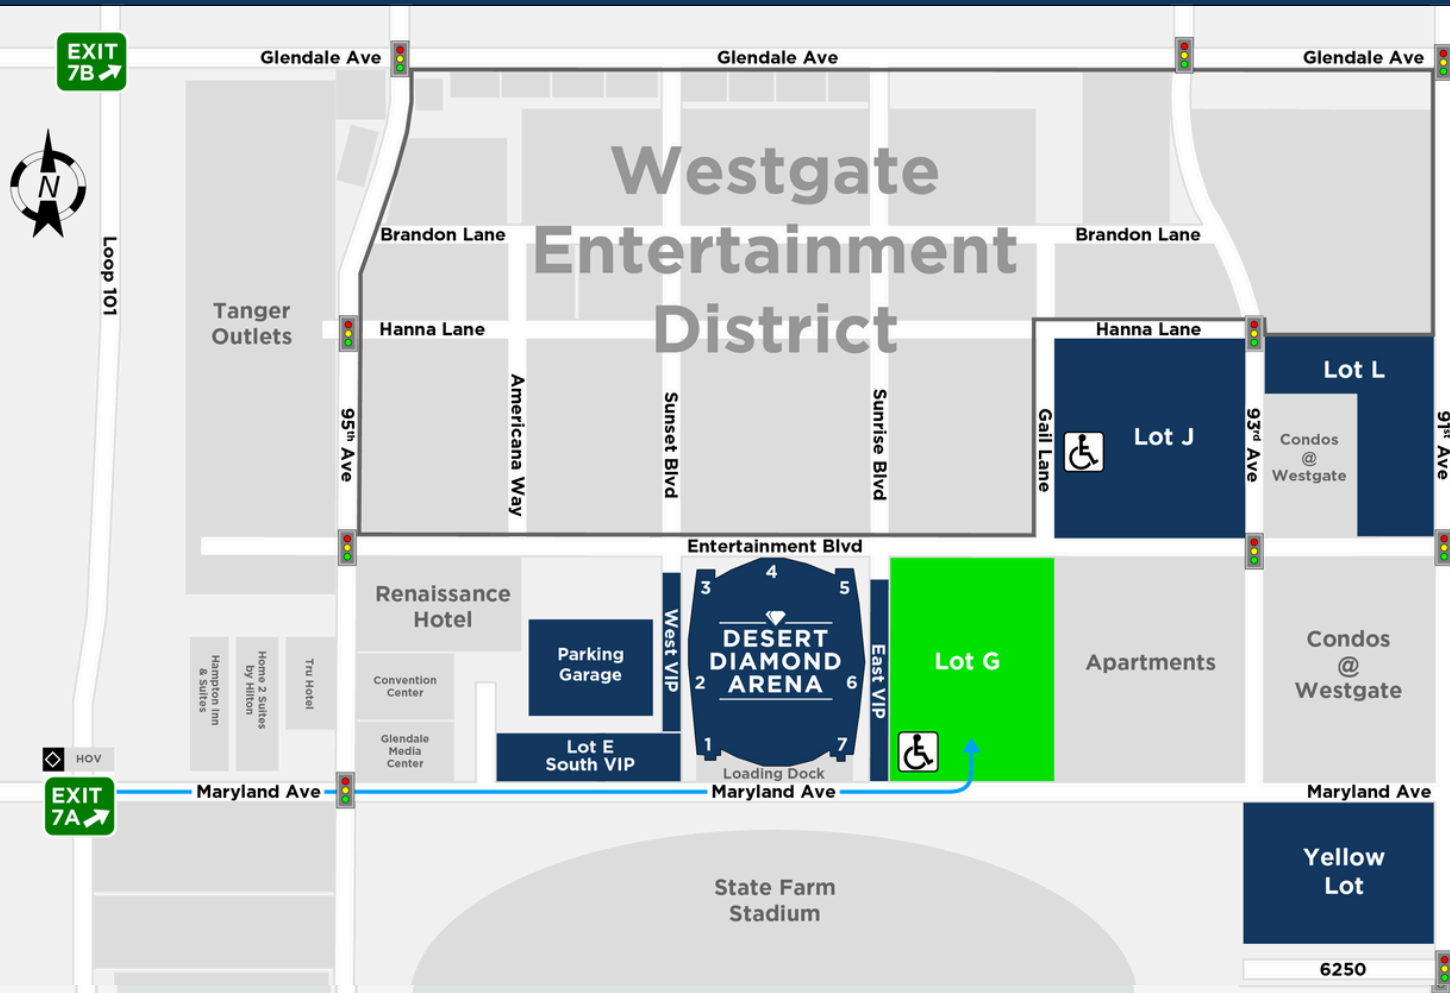 EXIT
7B
Glendale Ave
Glendale Ave
Glendale Ave
N
Loop 101
Westgate
Entertainment
District
Brandon Lane
Brandon Lane
Tanger
Outlets
Hanna Lane
Hanna Lane
95th Ave
Americana Way
Sunset Blvd
Sunrise Blvd
Gail Lane
Lot J
93rd Ave
Lot L
Condos
@
Westgate
91st Ave
Entertainment Blvd
Renaissance
Hotel
Parking
Garage
West VIP
3
4
5
DESERT
DIAMOND
ARENA
2
6
1
7
East VIP
Lot G
Apartments
Condos
@
Westgate
Hampton Inn
& Suites
Home 2 Suites
by Hilton
Tru Hotel
Convention
Center
Glendale
Media
Center
Lot E
South VIP
Loading Dock
HOV
EXIT
7A
Maryland Ave
Maryland Ave
Maryland Ave
State Farm
Stadium
Yellow
Lot
6250